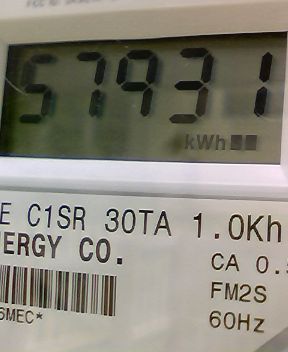 57931
kWh
E C1SR 30TA 1.0Kh
ERGY CO.
CA 0.
FM2S
6MEC*
60Hz